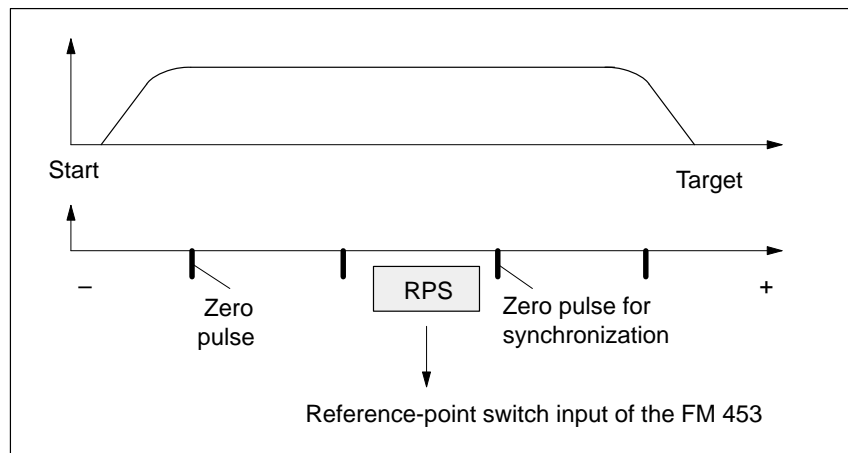 Start
Target
–
+
Zero
pulse
RPS
Zero pulse for
synchronization
Reference-point switch input of the FM 453